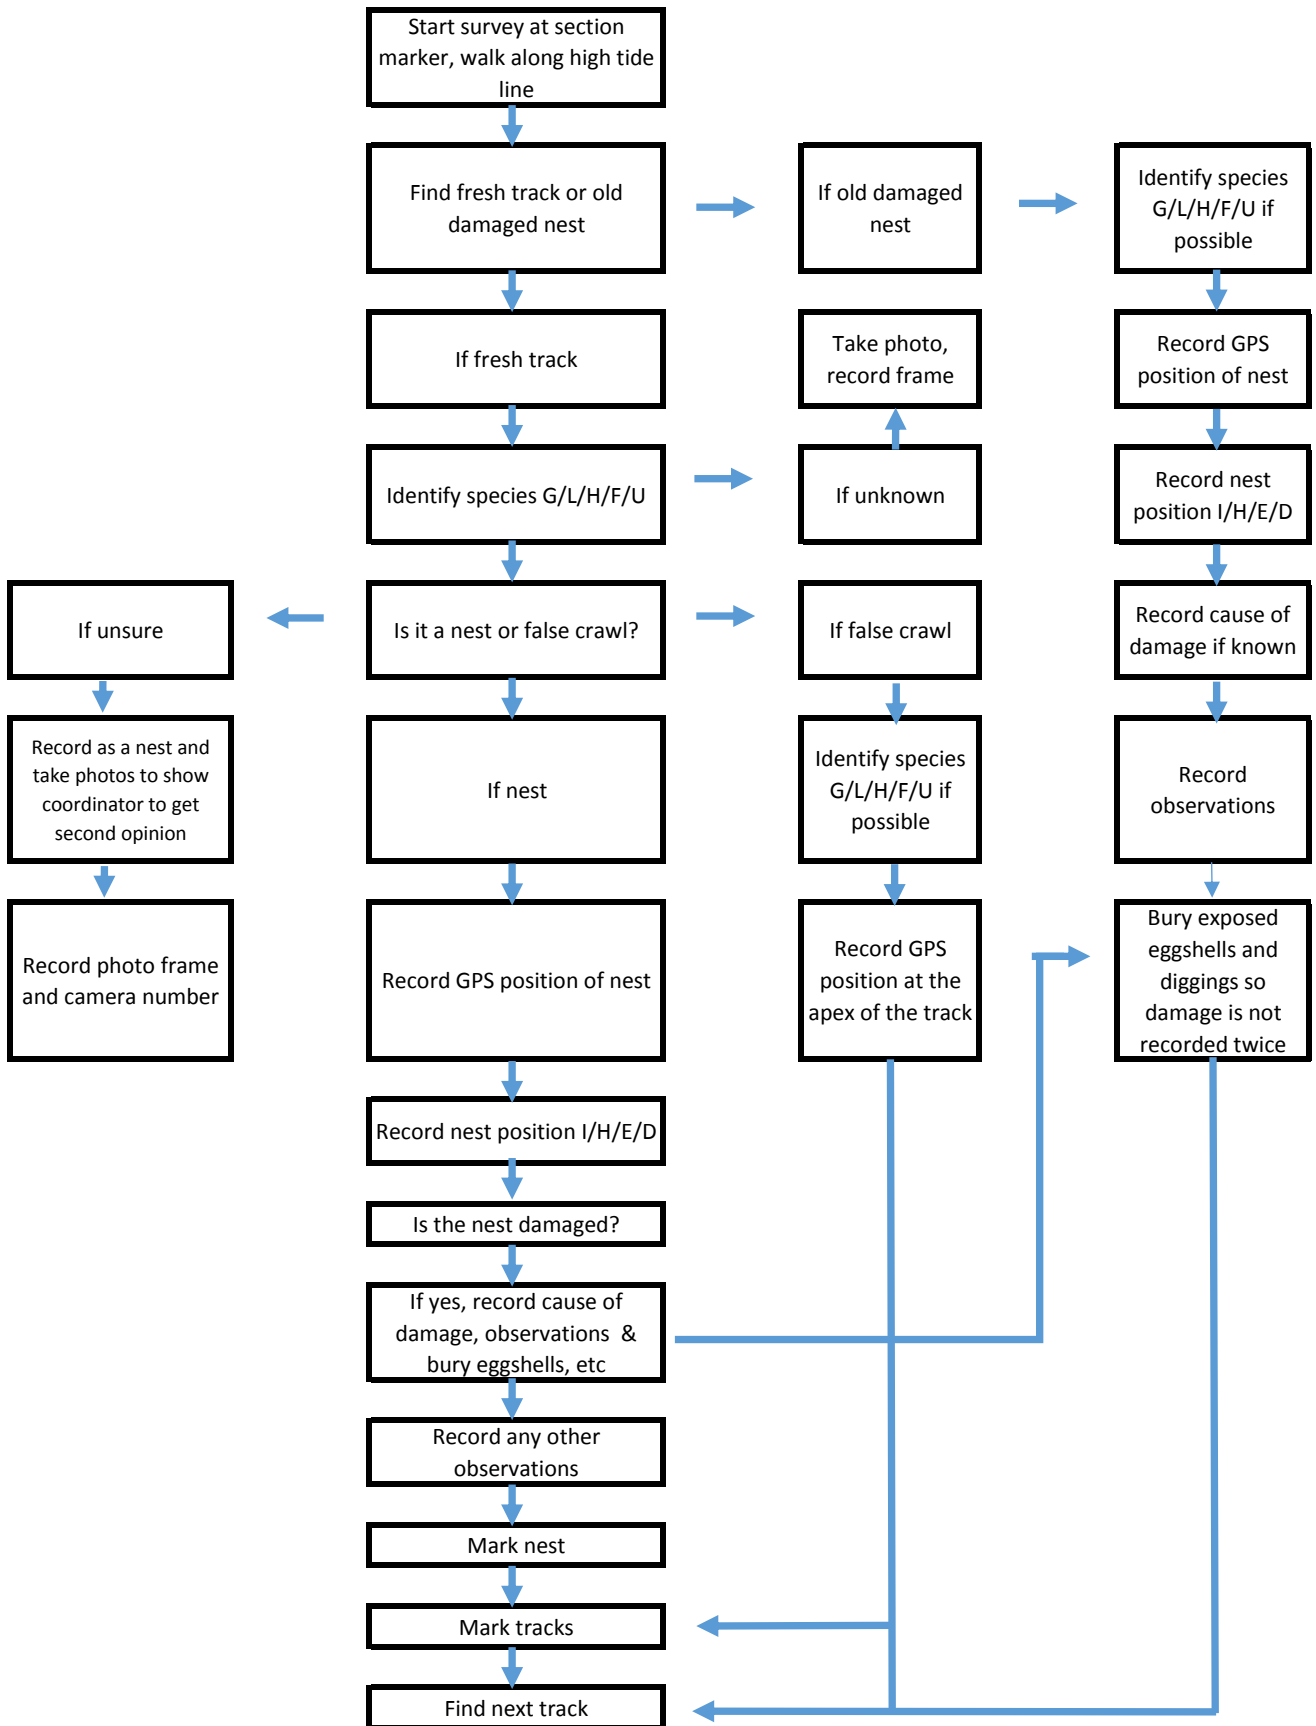 Start survey at section
marker, walk along high tide
line
Find fresh track or old
damaged nest
If old damaged
nest
Identify species
G/L/H/F/U if
possible
If fresh track
Take photo,
record frame
Record GPS
position of nest
Identify species G/L/H/F/U
If unknown
Record nest
position I/H/E/D
If unsure
Is it a nest or false crawl?
If false crawl
Record cause of
damage if known
Record as a nest and
take photos to show
coordinator to get
second opinion
If nest
Identify species
G/L/H/F/U if
possible
Record
observations
Record photo frame
and camera number
Record GPS position of nest
Record GPS
position at the
apex of the track
Bury exposed
eggshells and
diggings so
damage is not
recorded twice
Record nest position I/H/E/D
Is the nest damaged?
If yes, record cause of
damage, observations &
bury eggshells, etc
Record any other
observations
Mark nest
Mark tracks
Find next track